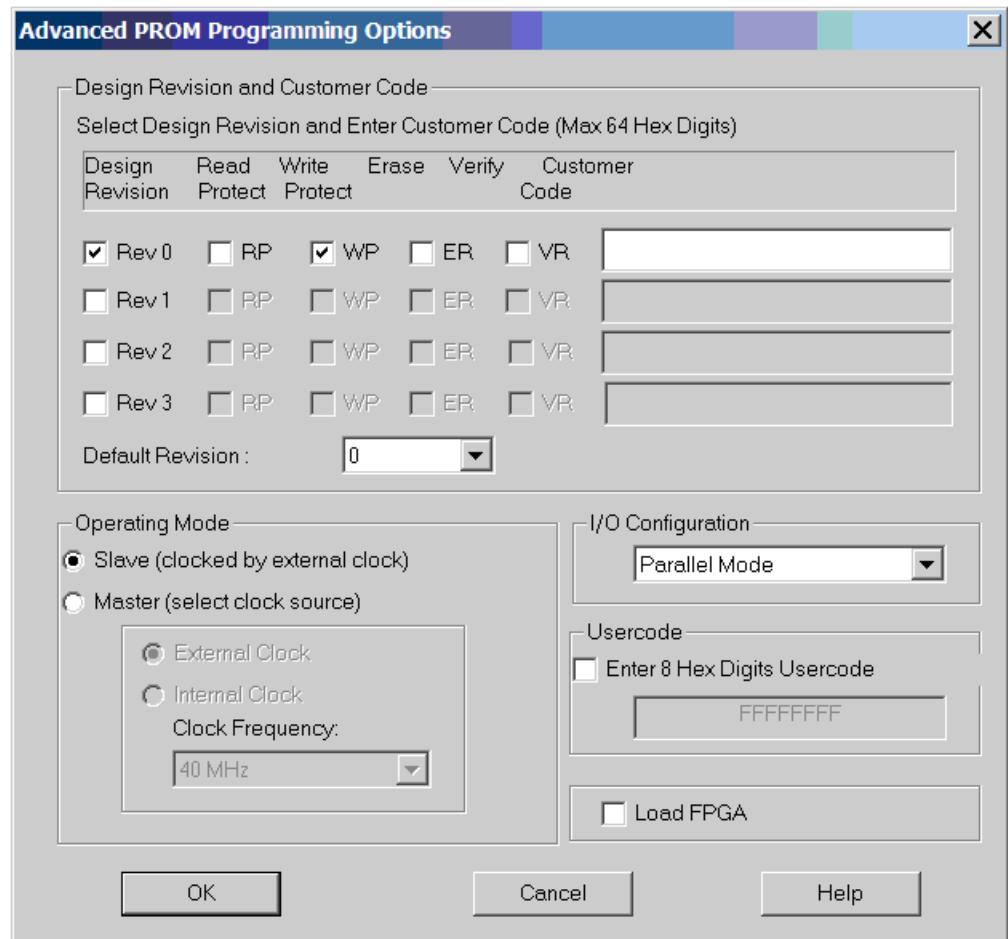 Advanced PROM Programming Options
Design Revision and Customer Code
Select Design Revision and Enter Customer Code (Max 64 Hex Digits)
Design Read Write Erase Verify Customer
Revision Protect Protect Code
Rev 0 RP WP ER VR
Rev 1 RP WP ER VR
Rev 2 RP WP ER VR
Rev 3 RP WP ER VR
Default Revision : 0
Operating Mode
Slave (clocked by external clock)
Master (select clock source)
External Clock
Internal Clock
Clock Frequency:
40 MHz
I/O Configuration
Parallel Mode
Usercode
Enter 8 Hex Digits Usercode
FFFFFFFF
Load FPGA
OK Cancel Help